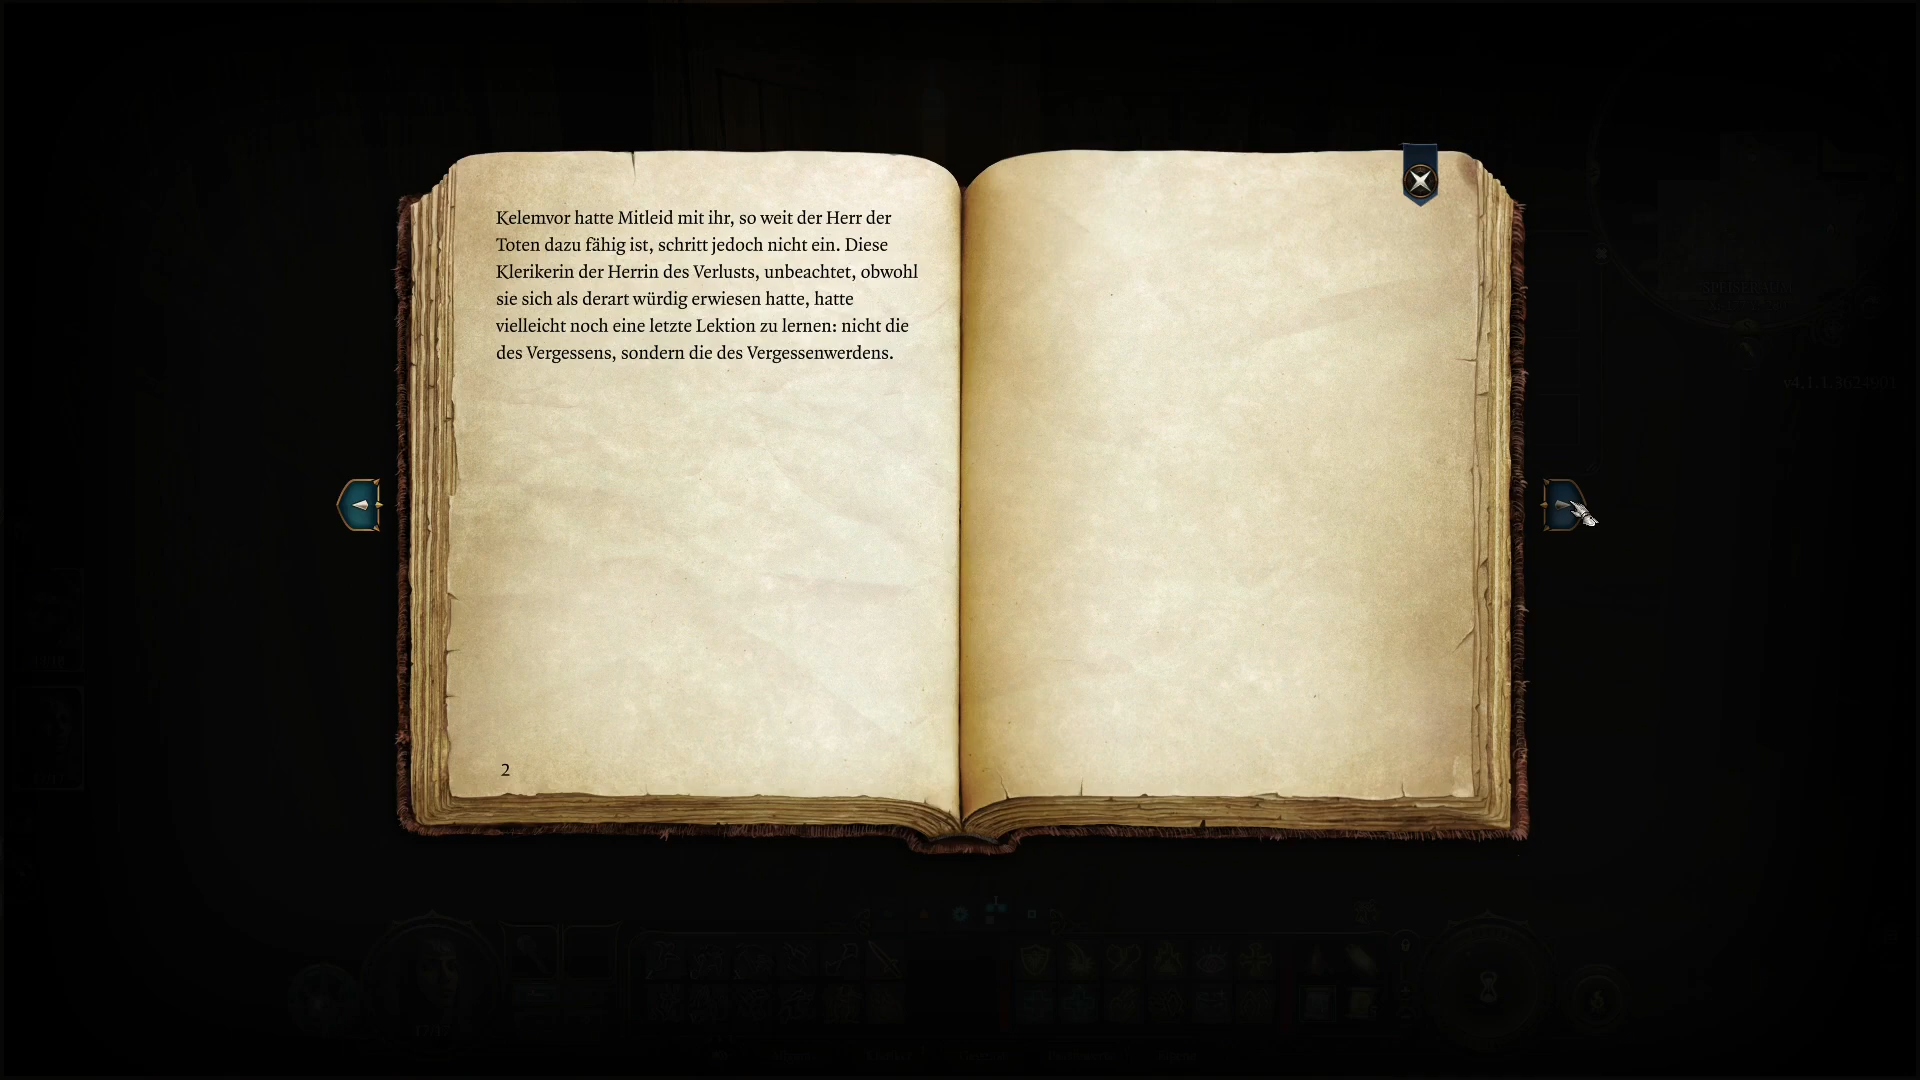 Kelemvor hatte Mitleid mit ihr, so weit der Herr der
Toten dazu fähig ist, schritt jedoch nicht ein. Diese
Klerikerin der Herrin des Verlusts, unbeachtet, obwohl
sie sich als derart würdig erwiesen hatte, hatte
vielleicht noch eine letzte Lektion zu lernen: nicht die
des Vergessens, sondern die des Vergessenwerdens.
2